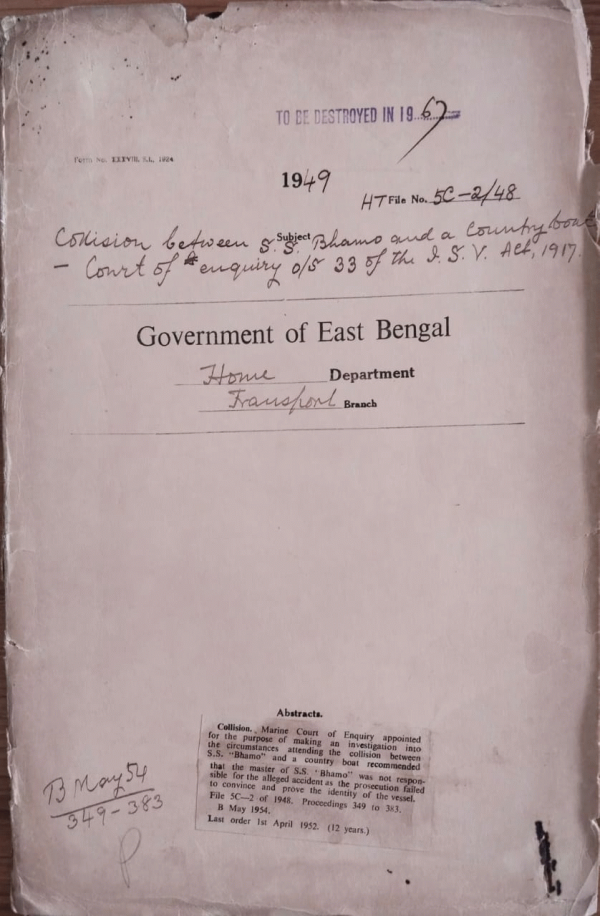 TO BE DESTROYED IN 1967
Form No. XXXVIII, S.I., 1924
1949
HT File No. 5C-2/48
Subject
Collision between S.S. Bhamo and a Country boat
- Court of enquiry o/s 33 of the I. S. V. Act, 1917.
Government of East Bengal
Home Department
Transport Branch
Abstracts.
Collision. Marine Court of Enquiry appointed
for the purpose of making an investigation into
the circumstances attending the collision between
S.S. "Bhamo" and a country boat recommended
that the master of S.S. "Bhamo" was not respon-
sible for the alleged accident as the prosecution failed
to convince and prove the identity of the vessel.
File 5C—2 of 1948. Proceedings 349 to 383.
B May 1954.
Last order 1st April 1952. (12 years.)
B May 54
349-383
P